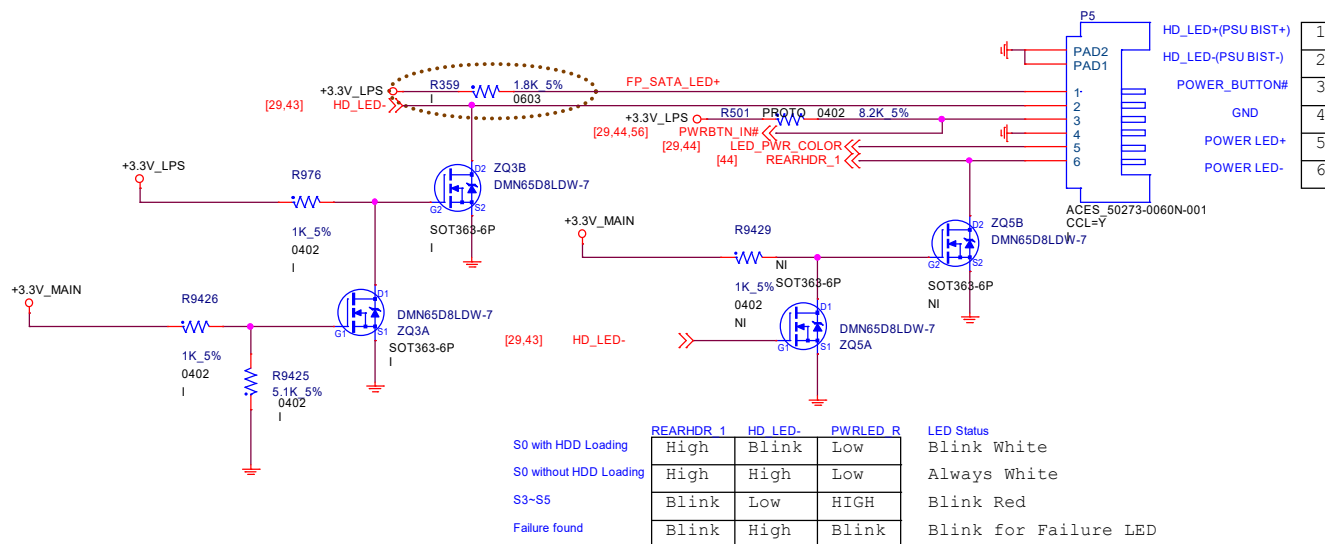 P5
HD_LED+(PSU BIST+) 1
HD_LED-(PSU BIST-) 2
POWER_BUTTON# 3
GND 4
POWER LED+ 5
POWER LED- 6
PAD2
PAD1
1
2
3
4
5
6
ACES_50273-0060N-001
CCL=Y
I
+3.3V_LPS R359 1.8K_5% FP_SATA_LED+
I 0603
[29,43] HD_LED-
+3.3V_LPS R501 PROTO 0402 8.2K_5%
[29,44,56] PWRBTN_IN#
[29,44] LED_PWR_COLOR
[44] REARHDR_1
+3.3V_LPS
R976
1K_5%
0402
I
D2 ZQ3B
DMN65D8LDW-7
G2 S2
SOT363-6P
I
+3.3V_MAIN
R9426
1K_5%
0402
I
R9425
5.1K_5%
0402
I
D1 DMN65D8LDW-7
ZQ3A
G1 S1
SOT363-6P
I
+3.3V_MAIN
R9429
NI
SOT363-6P
1K_5%
0402
NI
D2 ZQ5B
DMN65D8LDW-7
G2 S2
SOT363-6P
NI
D1 DMN65D8LDW-7
G1 S1 ZQ5A
[29,43] HD_LED-
REARHDR_1 HD_LED- PWRLED_R LED Status
S0 with HDD Loading High Blink Low Blink White
S0 without HDD Loading High High Low Always White
S3~S5 Blink Low HIGH Blink Red
Failure found Blink High Blink Blink for Failure LED